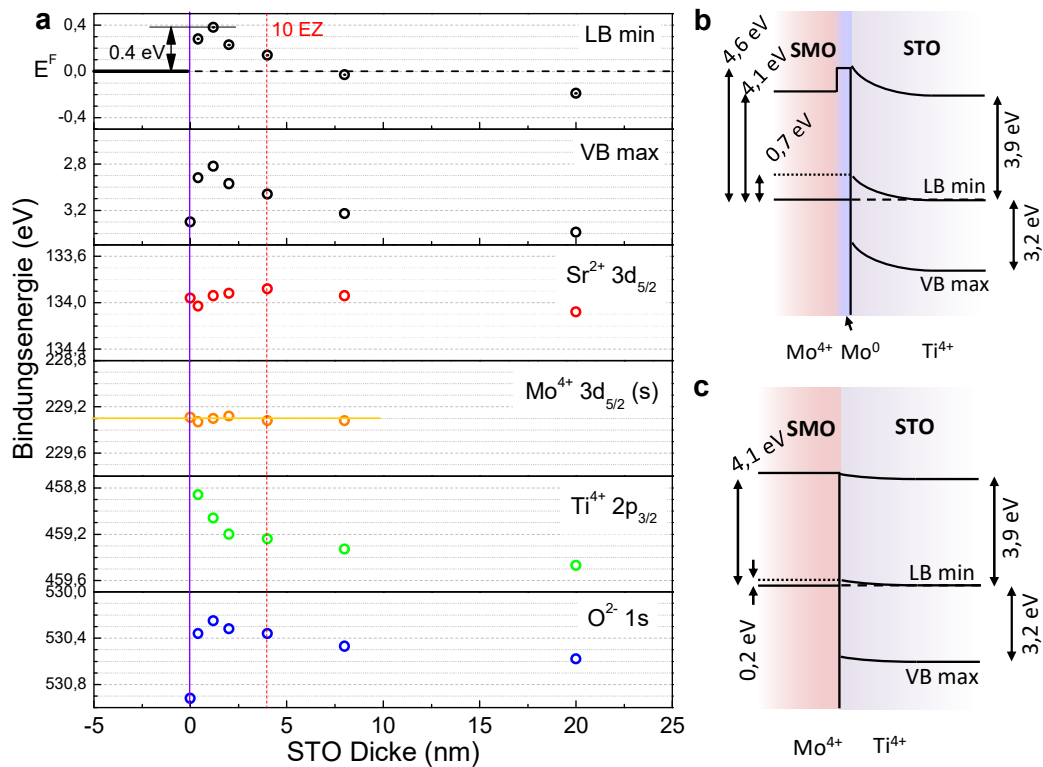 a
0,4
0.4 eV
10 EZ
LB min
E^F
0,0
-0,4
2,8
VB max
3,2
133,6
Sr²⁺ 3d₅/₂
134,0
134,4
228,8
Mo⁴⁺ 3d₅/₂ (s)
229,2
229,6
458,8
Ti⁴⁺ 2p₃/₂
459,2
459,6
530,0
O²⁻ 1s
530,4
530,8
Bindungsenergie (eV)
-5 0 5 10 15 20 25
STO Dicke (nm)
b
SMO STO
4,6 eV
4,1 eV
0,7 eV
3,9 eV
LB min
3,2 eV
VB max
Mo⁴⁺ Mo⁰ Ti⁴⁺
c
SMO STO
4,1 eV
3,9 eV
LB min
0,2 eV
3,2 eV
VB max
Mo⁴⁺ Ti⁴⁺